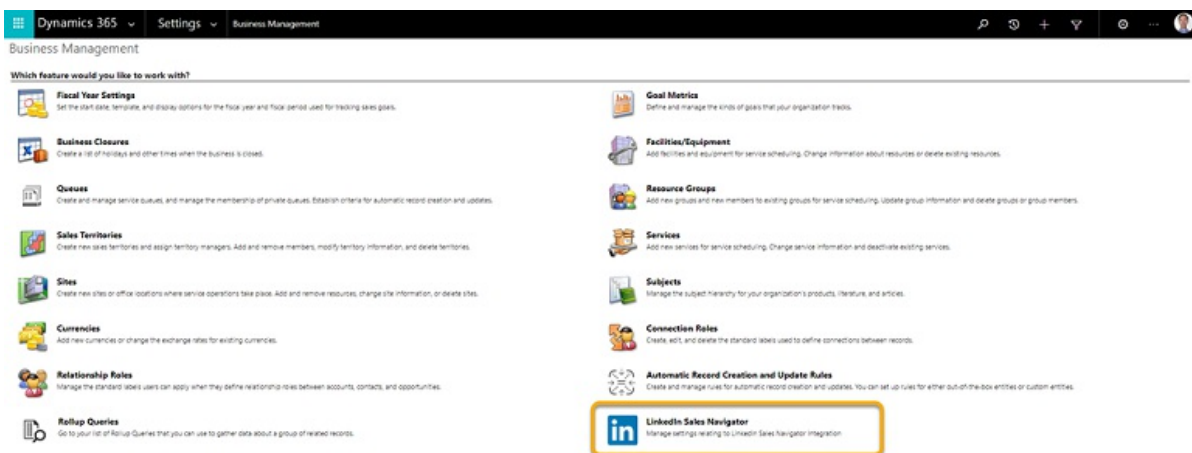 Dynamics 365 Settings Business Management
Business Management
Which feature would you like to work with?
Fiscal Year Settings
Set the start date, template, and display options for the fiscal year and fiscal period used for tracking sales goals.
Goal Metrics
Define and manage the kinds of goals that your organization tracks.
Business Closures
Create a list of holidays and other times when the business is closed.
Facilities/Equipment
Add facilities and equipment for service scheduling. Change information about resources or delete existing resources.
Queues
Create and manage service queues, and manage the membership of private queues. Establish criteria for automatic record creation and updates.
Resource Groups
Add new groups and new members to existing groups for service scheduling. Update group information and delete groups or group members.
Sales Territories
Create new sales territories and assign territory managers. Add and remove members, modify territory information, and delete territories.
Services
Add new services for service scheduling. Change service information and deactivate existing services.
Sites
Create new sites or office locations where service operations take place. Add and remove resources, change site information, or delete sites.
Subjects
Manage the subject hierarchy for your organization's products, literature, and articles.
Currencies
Add new currencies or change the exchange rates for existing currencies.
Connection Roles
Create, edit, and delete the standard labels used to define connections between records.
Relationship Roles
Manage the standard labels users can apply when they define relationship roles between accounts, contacts, and opportunities.
Automatic Record Creation and Update Rules
Create and manage rules for automatic record creation and updates. You can set up rules for either out-of-the-box entities or custom entities.
Rollup Queries
Go to your list of Rollup Queries that you can use to gather data about a group of related records.
in
LinkedIn Sales Navigator
Manage settings relating to LinkedIn Sales Navigator Integration